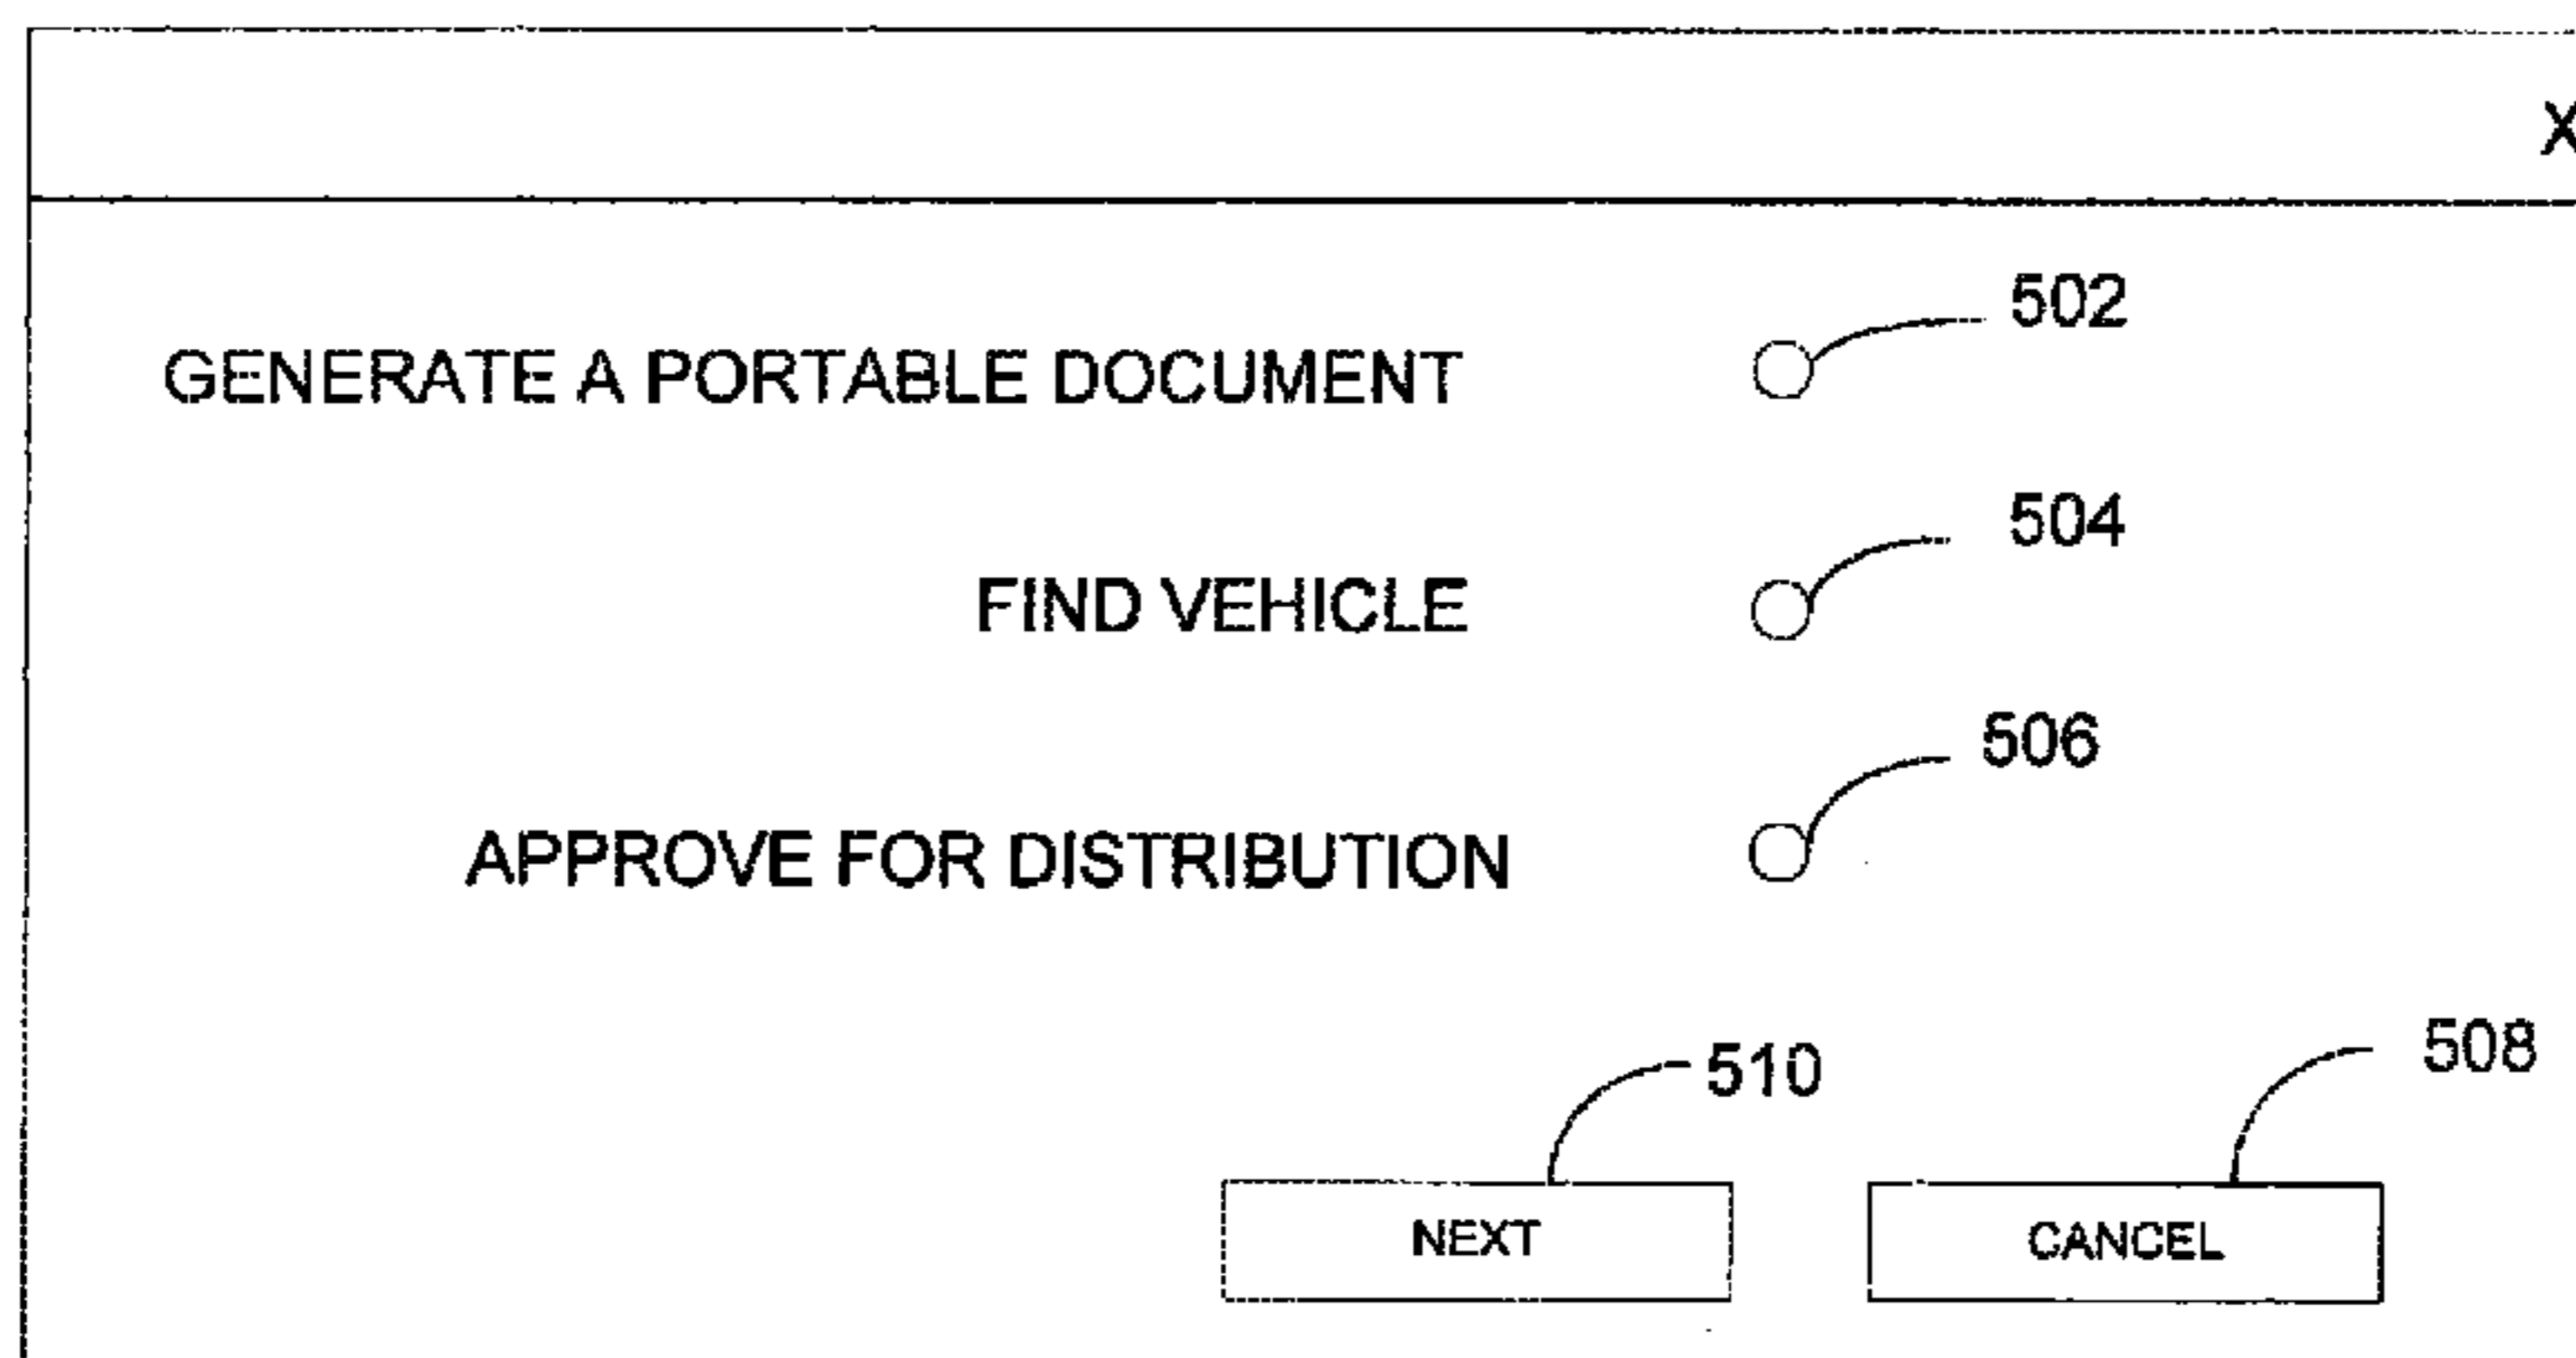 X
502
GENERATE A PORTABLE DOCUMENT
504
FIND VEHICLE
506
APPROVE FOR DISTRIBUTION
510
508
NEXT
CANCEL